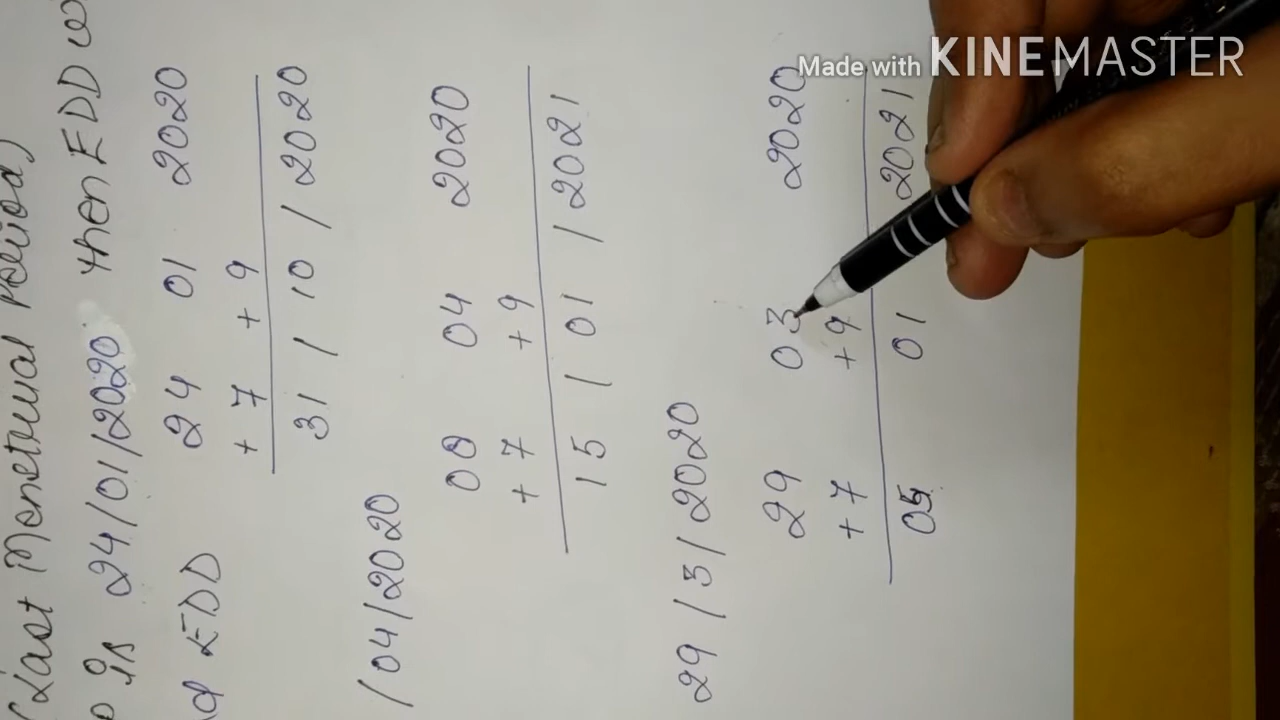 (Last Menstrual Period)
is 24/01/2020 then EDD
24 01 2020
+ 7 + 9
31 / 10 / 2020
EDD
/ 04 / 2020
08 04 2020
+ 7 + 9
15 / 01 / 2021
29 / 3 / 2020
29 03 2020
+ 7 + 9
05 01 2021
Made with KINEMASTER